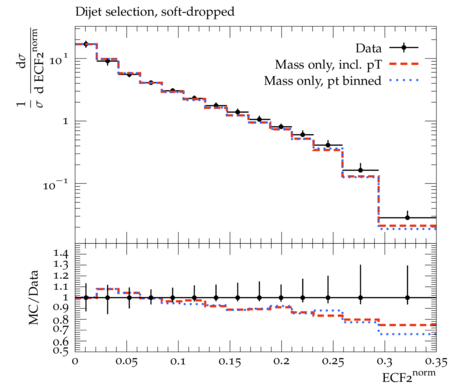 Dijet selection, soft-dropped
1/σ dσ/d ECF2^norm
Data
Mass only, incl. pT
Mass only, pt binned
10^1
1
10^−1
MC/Data
1.4
1.3
1.2
1.1
1
0.9
0.8
0.7
0.6
0.5
0 0.05 0.1 0.15 0.2 0.25 0.3 0.35
ECF2^norm